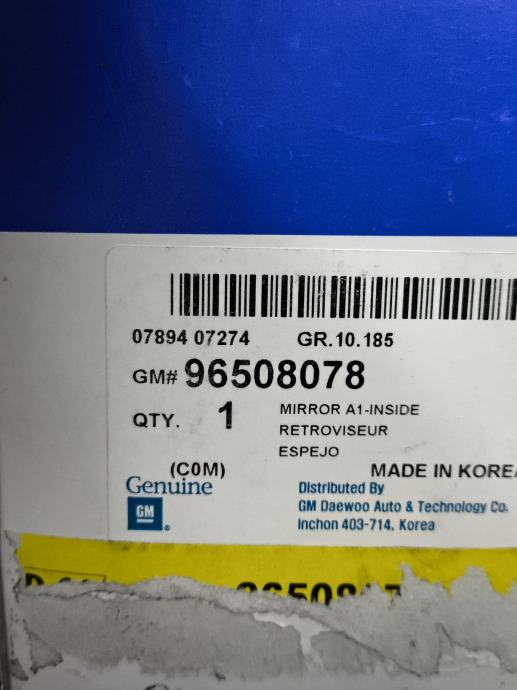 07894 07274 GR.10.185
GM# 96508078
QTY. 1 MIRROR A1-INSIDE
RETROVISEUR
ESPEJO
(C0M) MADE IN KOREA
Genuine
GM ®
Distributed By
GM Daewoo Auto & Technology Co.
Inchon 403-714, Korea